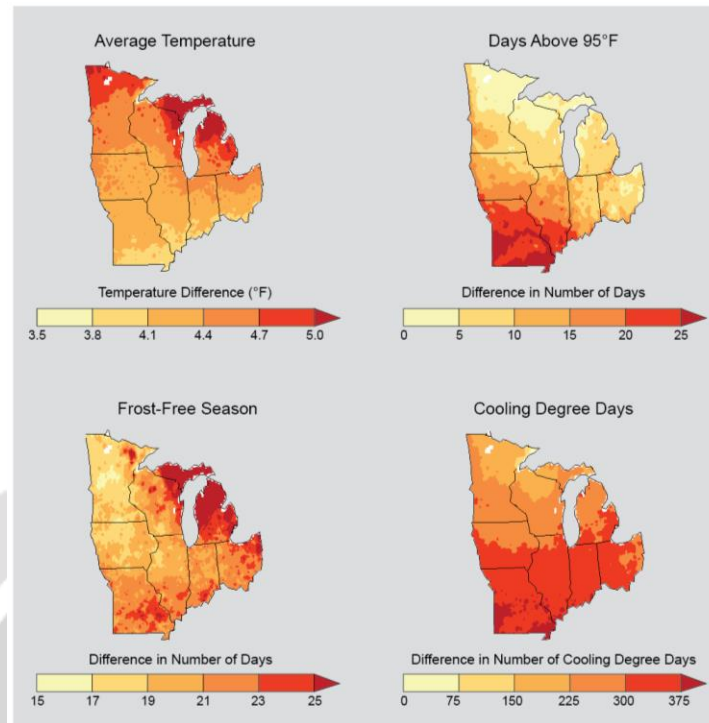 Average Temperature
Days Above 95°F
Temperature Difference (°F)
3.5 3.8 4.1 4.4 4.7 5.0
Difference in Number of Days
0 5 10 15 20 25
Frost-Free Season
Cooling Degree Days
Difference in Number of Days
15 17 19 21 23 25
Difference in Number of Cooling Degree Days
0 75 150 225 300 375